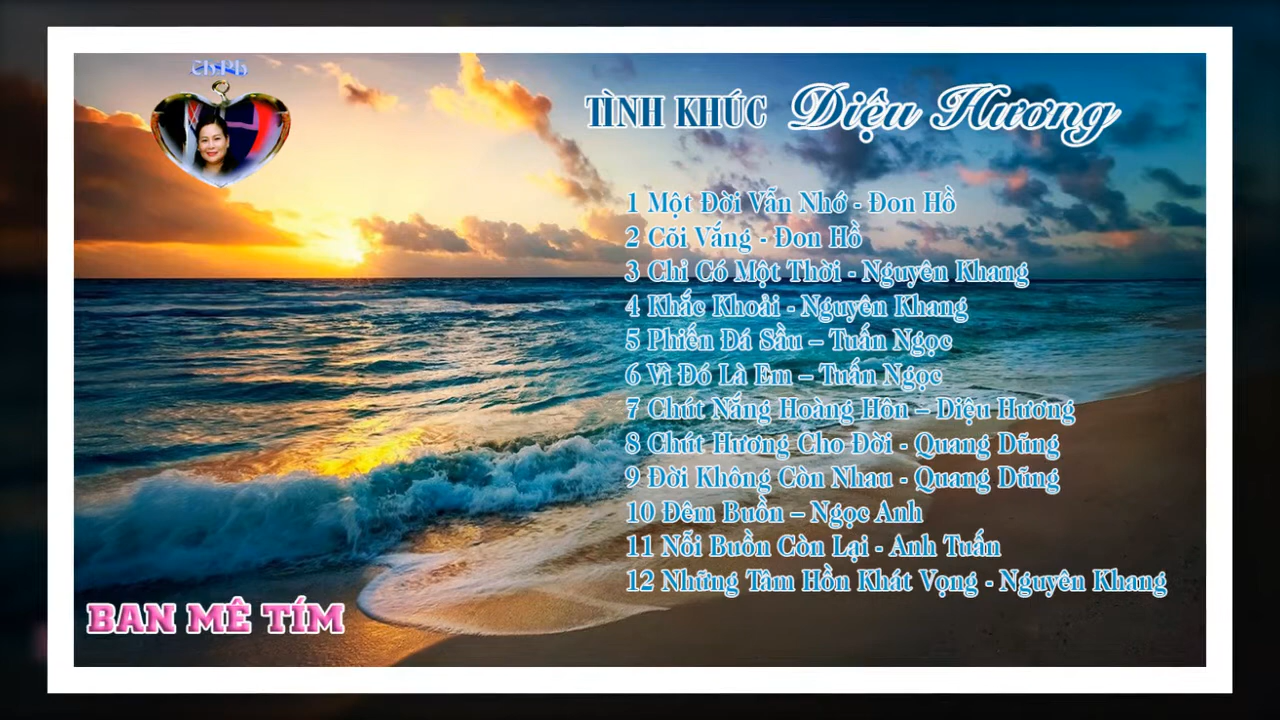 TÌNH KHÚC Diệu Hương
1 Một Đời Vẫn Nhớ - Đon Hồ
2 Cõi Vắng - Đon Hồ
3 Chỉ Có Một Thời - Nguyên Khang
4 Khắc Khoải - Nguyên Khang
5 Phiến Đá Sầu – Tuấn Ngọc
6 Vì Đó Là Em – Tuấn Ngọc
7 Chút Nắng Hoàng Hôn – Diệu Hương
8 Chút Hương Cho Đời - Quang Dũng
9 Đời Không Còn Nhau - Quang Dũng
10 Đêm Buồn – Ngọc Anh
11 Nỗi Buồn Còn Lại - Anh Tuấn
12 Những Tâm Hồn Khát Vọng - Nguyên Khang
BAN MÊ TÍM